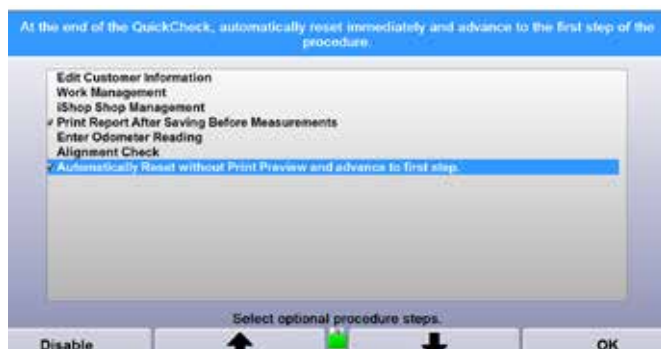 At the end of the QuickCheck, automatically reset immediately and advance to the first step of the
procedure.
Edit Customer Information
Work Management
iShop Shop Management
Print Report After Saving Before Measurements
Enter Odometer Reading
Alignment Check
Automatically Reset without Print Preview and advance to first step.
Select optional procedure steps.
Disable
OK